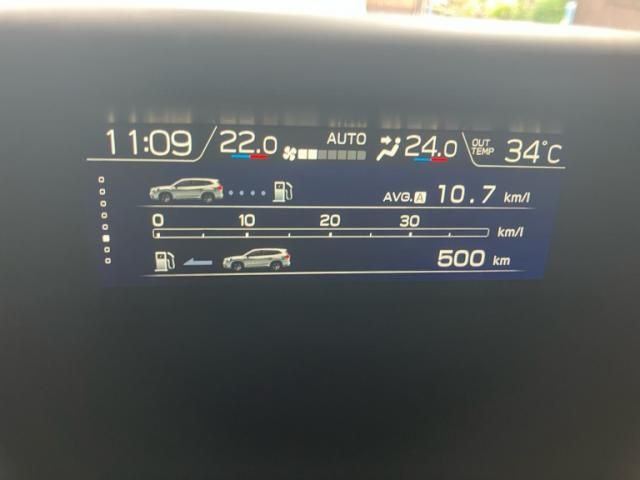 11:09 22.0 AUTO 24.0 OUT TEMP 34°C
AVG. A 10.7 km/l
0 10 20 30 km/l
500 km